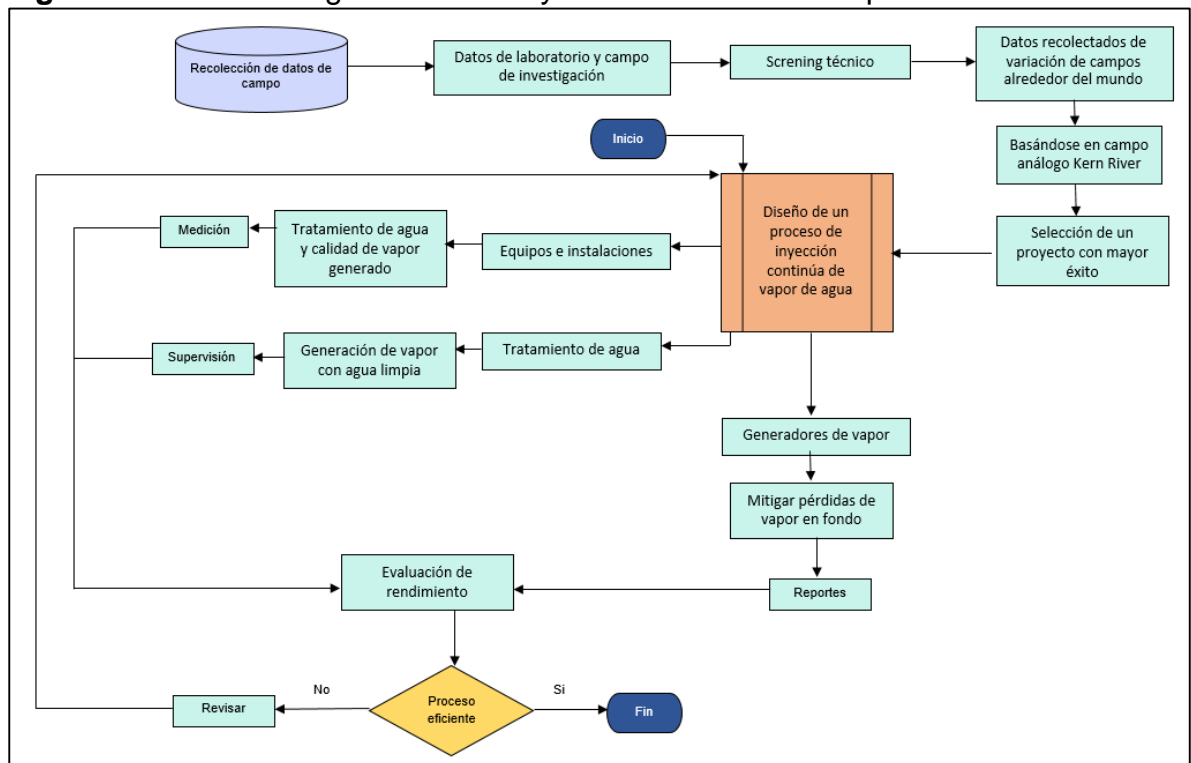 Recolección de datos de
campo
Datos de laboratorio y campo
de investigación
Screning técnico
Datos recolectados de
variación de campos
alrededor del mundo
Inicio
Basándose en campo
análogo Kern River
Diseño de un
proceso de
inyección
continúa de
vapor de agua
Selección de un
proyecto con mayor
éxito
Medición
Tratamiento de agua
y calidad de vapor
generado
Equipos e instalaciones
Supervisión
Generación de vapor
con agua limpia
Tratamiento de agua
Generadores de vapor
Mitigar pérdidas de
vapor en fondo
Evaluación de
rendimiento
Reportes
Revisar
No
Proceso
eficiente
Si
Fin